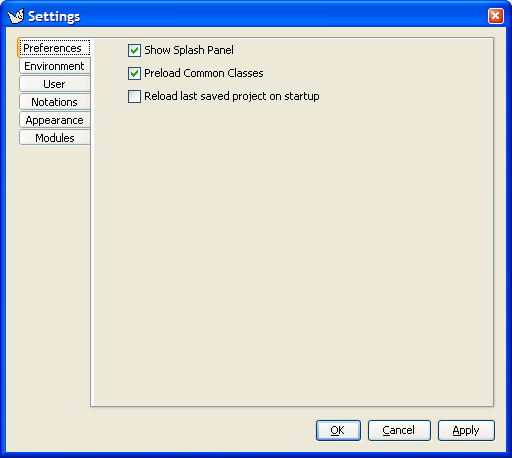 Settings
Preferences
Environment
User
Notations
Appearance
Modules
Show Splash Panel
Preload Common Classes
Reload last saved project on startup
OK
Cancel
Apply